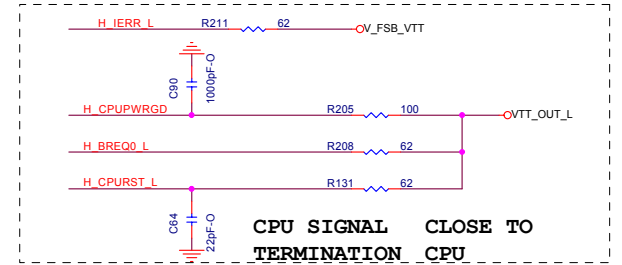 H_IERR_L R211 62 V_FSB_VTT
C90 1000pF-O
H_CPUPWRGD R205 100 VTT_OUT_L
H_BREQ0_L R208 62
H_CPURST_L R131 62
C64 22pF-O
CPU SIGNAL CLOSE TO
TERMINATION CPU